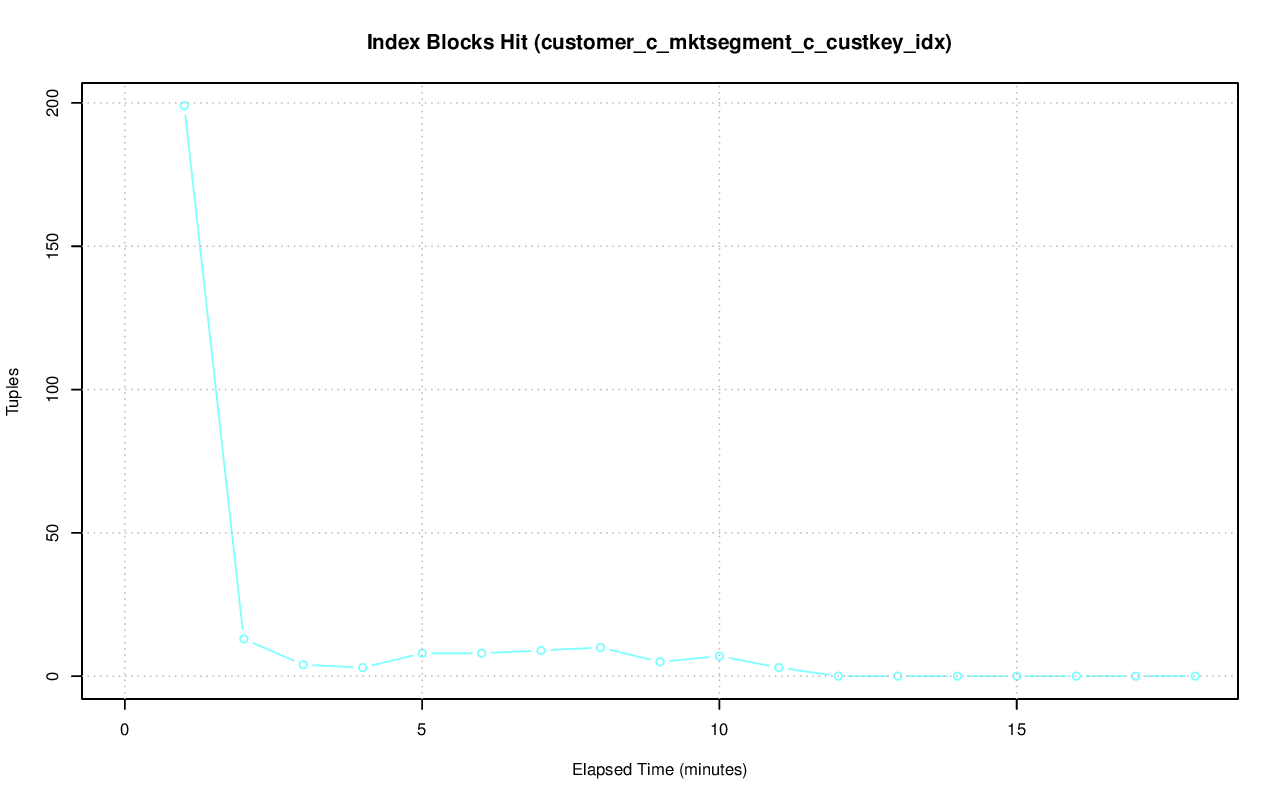 Index Blocks Hit (customer_c_mktsegment_c_custkey_idx)
200
150
100
50
0
Tuples
0 5 10 15
Elapsed Time (minutes)